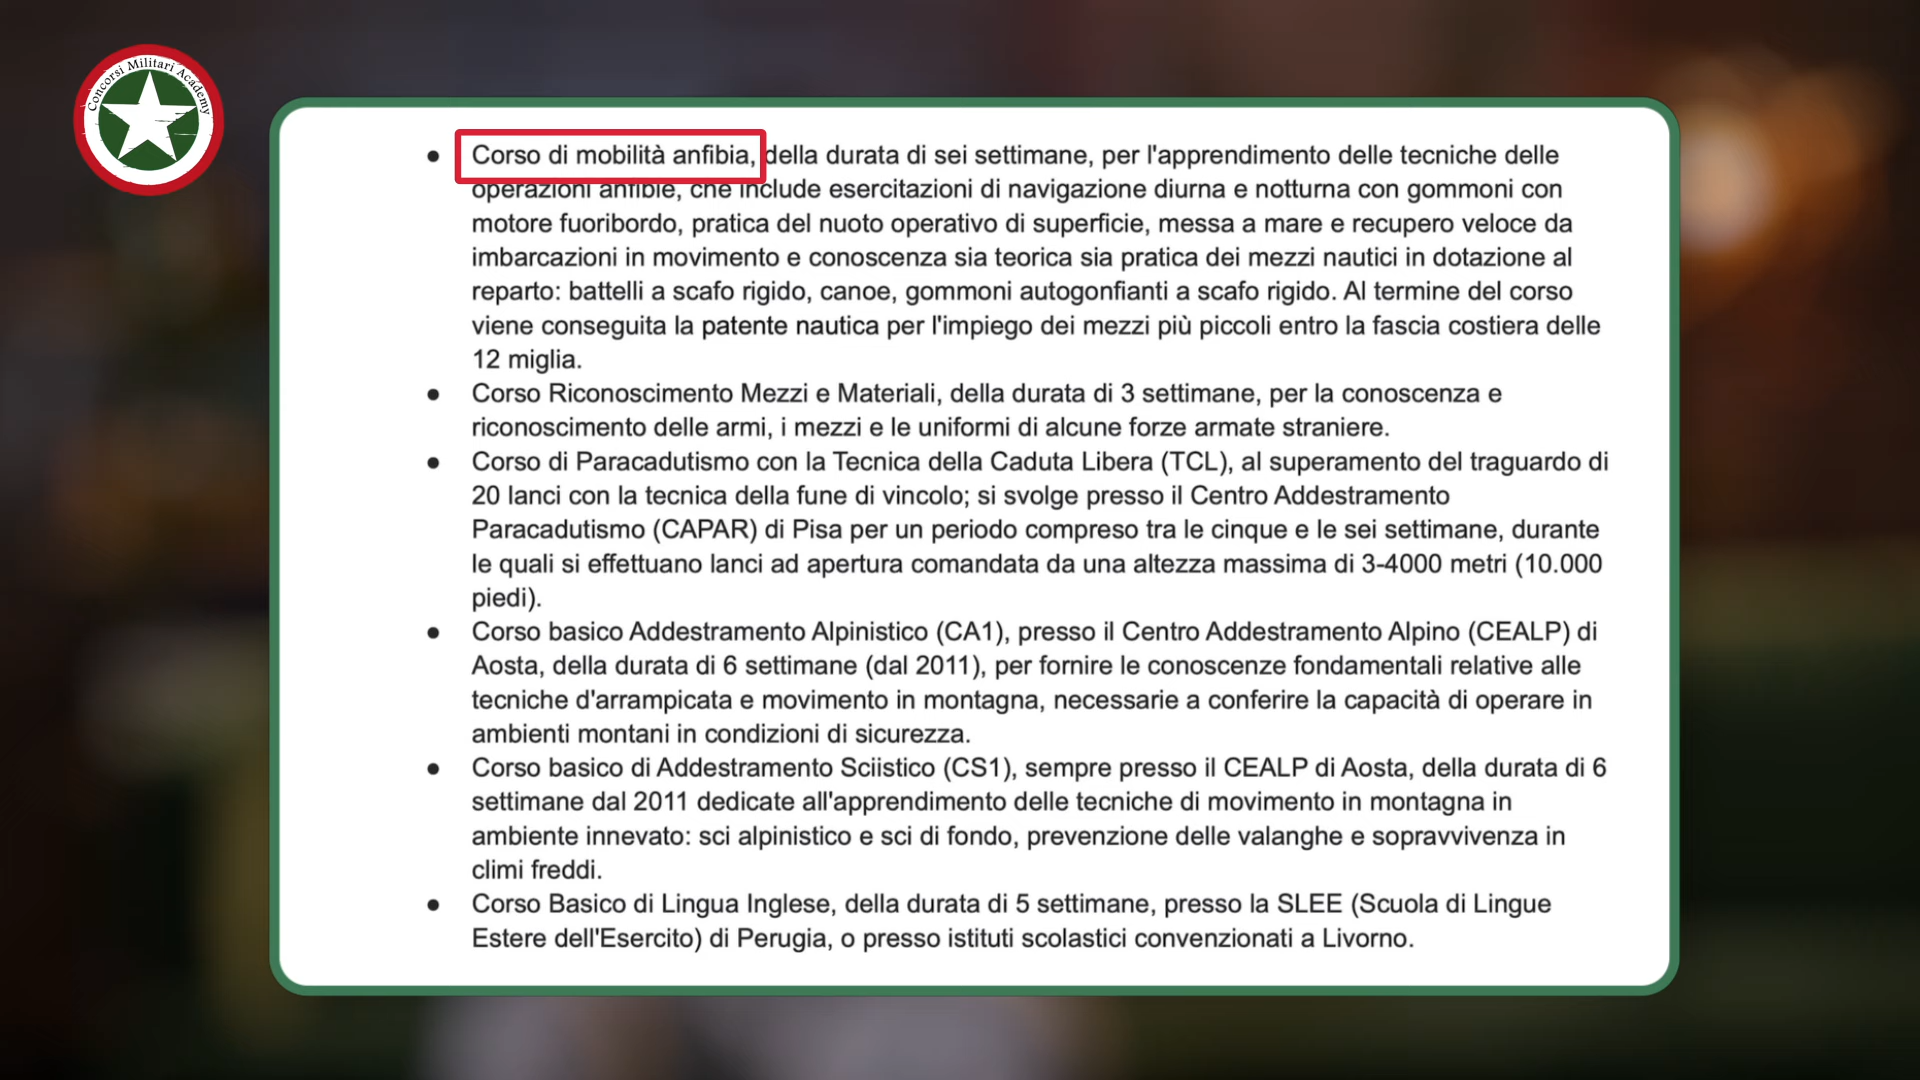 Concorsi Militari Academy
• Corso di mobilità anfibia, della durata di sei settimane, per l'apprendimento delle tecniche delle
operazioni anfibie, che include esercitazioni di navigazione diurna e notturna con gommoni con
motore fuoribordo, pratica del nuoto operativo di superficie, messa a mare e recupero veloce da
imbarcazioni in movimento e conoscenza sia teorica sia pratica dei mezzi nautici in dotazione al
reparto: battelli a scafo rigido, canoe, gommoni autogonfianti a scafo rigido. Al termine del corso
viene conseguita la patente nautica per l'impiego dei mezzi più piccoli entro la fascia costiera delle
12 miglia.
• Corso Riconoscimento Mezzi e Materiali, della durata di 3 settimane, per la conoscenza e
riconoscimento delle armi, i mezzi e le uniformi di alcune forze armate straniere.
• Corso di Paracadutismo con la Tecnica della Caduta Libera (TCL), al superamento del traguardo di
20 lanci con la tecnica della fune di vincolo; si svolge presso il Centro Addestramento
Paracadutismo (CAPAR) di Pisa per un periodo compreso tra le cinque e le sei settimane, durante
le quali si effettuano lanci ad apertura comandata da una altezza massima di 3-4000 metri (10.000
piedi).
• Corso basico Addestramento Alpinistico (CA1), presso il Centro Addestramento Alpino (CEALP) di
Aosta, della durata di 6 settimane (dal 2011), per fornire le conoscenze fondamentali relative alle
tecniche d'arrampicata e movimento in montagna, necessarie a conferire la capacità di operare in
ambienti montani in condizioni di sicurezza.
• Corso basico di Addestramento Sciistico (CS1), sempre presso il CEALP di Aosta, della durata di 6
settimane dal 2011 dedicate all'apprendimento delle tecniche di movimento in montagna in
ambiente innevato: sci alpinistico e sci di fondo, prevenzione delle valanghe e sopravvivenza in
climi freddi.
• Corso Basico di Lingua Inglese, della durata di 5 settimane, presso la SLEE (Scuola di Lingue
Estere dell'Esercito) di Perugia, o presso istituti scolastici convenzionati a Livorno.